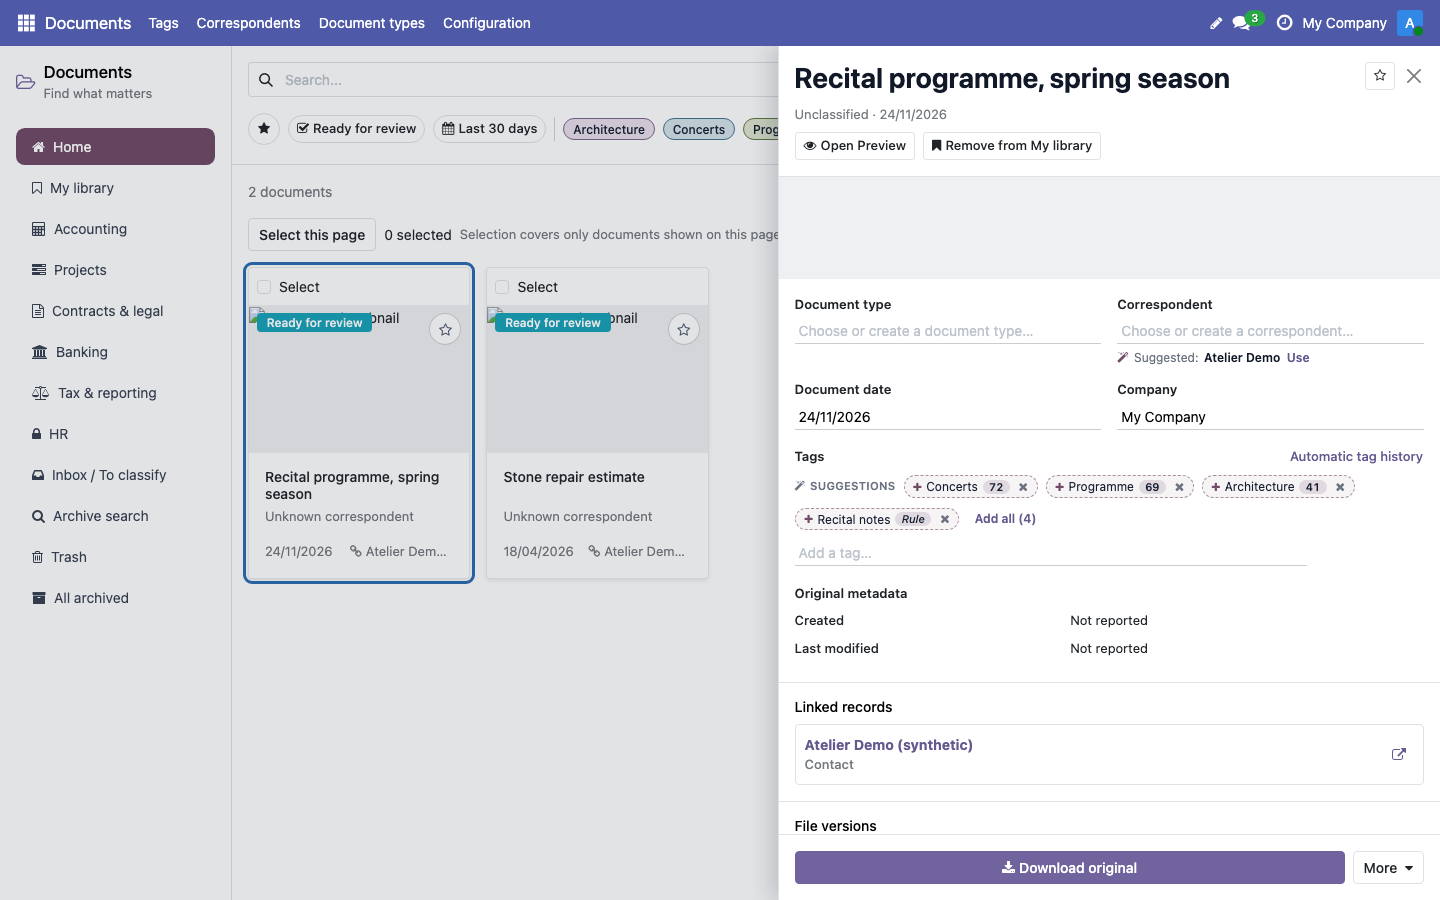 Documents Tags Correspondents Document types Configuration 3 My Company A
Documents
Find what matters
Home
My library
Accounting
Projects
Contracts & legal
Banking
Tax & reporting
HR
Inbox / To classify
Archive search
Trash
All archived
Search...
Ready for review Last 30 days Architecture Concerts Prog
2 documents
Select this page 0 selected Selection covers only documents shown on this page
Select
Ready for review
Recital programme, spring
season
Unknown correspondent
24/11/2026 Atelier Dem...
Select
Ready for review
Stone repair estimate
Unknown correspondent
18/04/2026 Atelier Dem...
Recital programme, spring season
Unclassified · 24/11/2026
Open Preview Remove from My library
Document type
Choose or create a document type...
Correspondent
Choose or create a correspondent...
Suggested: Atelier Demo Use
Document date
24/11/2026
Company
My Company
Tags Automatic tag history
SUGGESTIONS + Concerts 72 × + Programme 69 × + Architecture 41 ×
+ Recital notes Rule × Add all (4)
Add a tag...
Original metadata
Created Not reported
Last modified Not reported
Linked records
Atelier Demo (synthetic)
Contact
File versions
Download original More